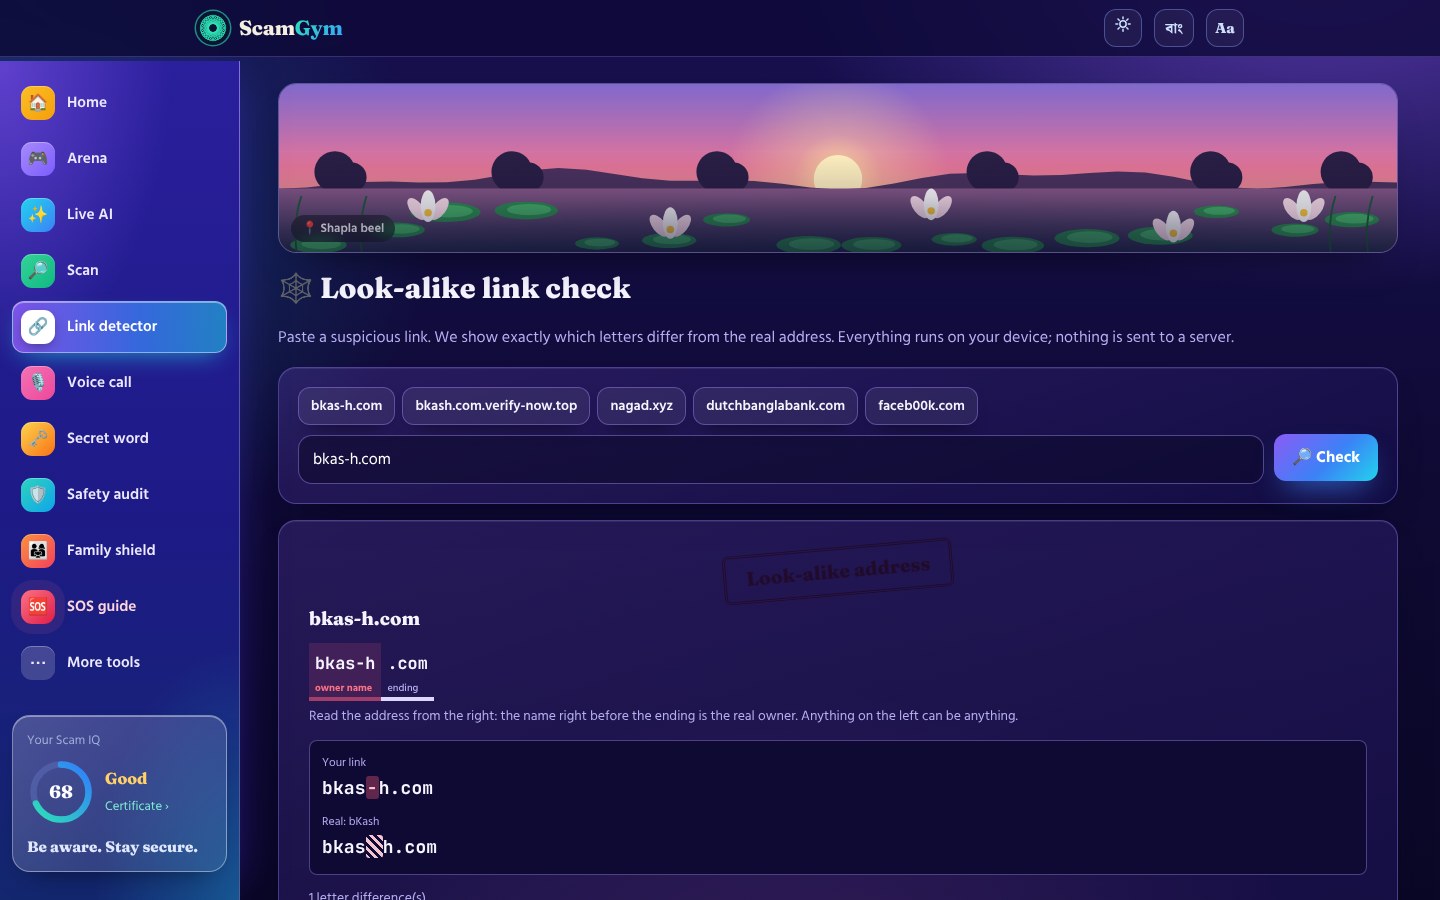 ScamGym
বাং
Aa
Home
Arena
Live AI
Scan
Link detector
Voice call
Secret word
Safety audit
Family shield
SOS
SOS guide
More tools
Your Scam IQ
68
Good
Certificate ›
Be aware. Stay secure.
Shapla beel
Look-alike link check
Paste a suspicious link. We show exactly which letters differ from the real address. Everything runs on your device; nothing is sent to a server.
bkas-h.com
bkash.com.verify-now.top
nagad.xyz
dutchbanglabank.com
faceb00k.com
bkas-h.com
Check
Look-alike address
bkas-h.com
bkas-h .com
owner name ending
Read the address from the right: the name right before the ending is the real owner. Anything on the left can be anything.
Your link
bkas-h.com
Real: bKash
bkash.com
1 letter difference(s)